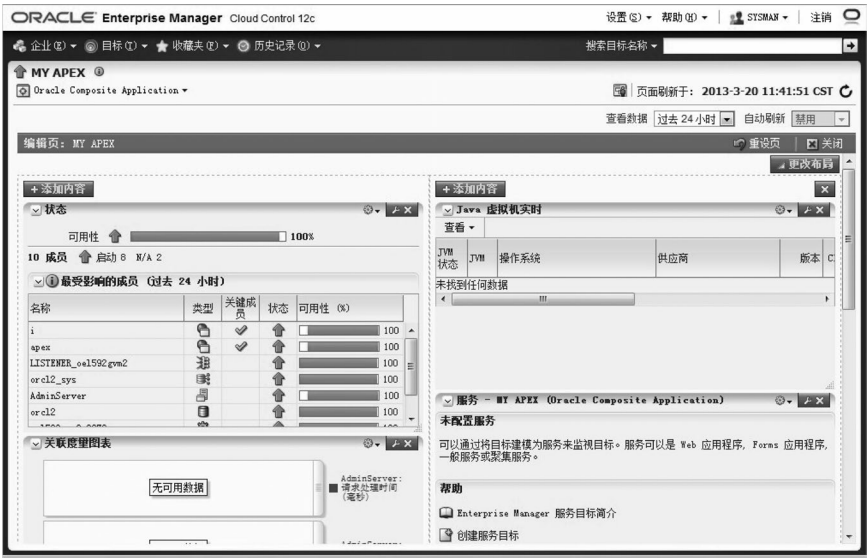 ORACLE Enterprise Manager Cloud Control 12c
设置(S) 帮助(H) SYSMAN 注销
企业(E) 目标(T) 收藏夹(F) 历史记录(O) 搜索目标名称
MY APEX
Oracle Composite Application 页面刷新于: 2013-3-20 11:41:51 CST
查看数据 过去 24 小时 自动刷新 禁用
编辑页: MY APEX 重设页 关闭
更改布局
添加内容
状态
可用性 100%
10 成员 启动 8 N/A 2
最受影响的成员 (过去 24 小时)
名称 类型 关键成员 状态 可用性 (%)
i 100
apex 100
LISTENER_oel592gvm2 100
orcl2_sys 100
AdminServer 100
orcl2 100
关联度量图表
无可用数据
AdminServer:
请求处理时间
(毫秒)
添加内容
Java 虚拟机实时
查看
JVM 状态 JVM 操作系统 供应商 版本 C
未找到任何数据
服务 - MY APEX (Oracle Composite Application)
未配置服务
可以通过将目标建模为服务来监视目标。服务可以是 Web 应用程序, Forms 应用程序,
一般服务或聚集服务。
帮助
Enterprise Manager 服务目标简介
创建服务目标